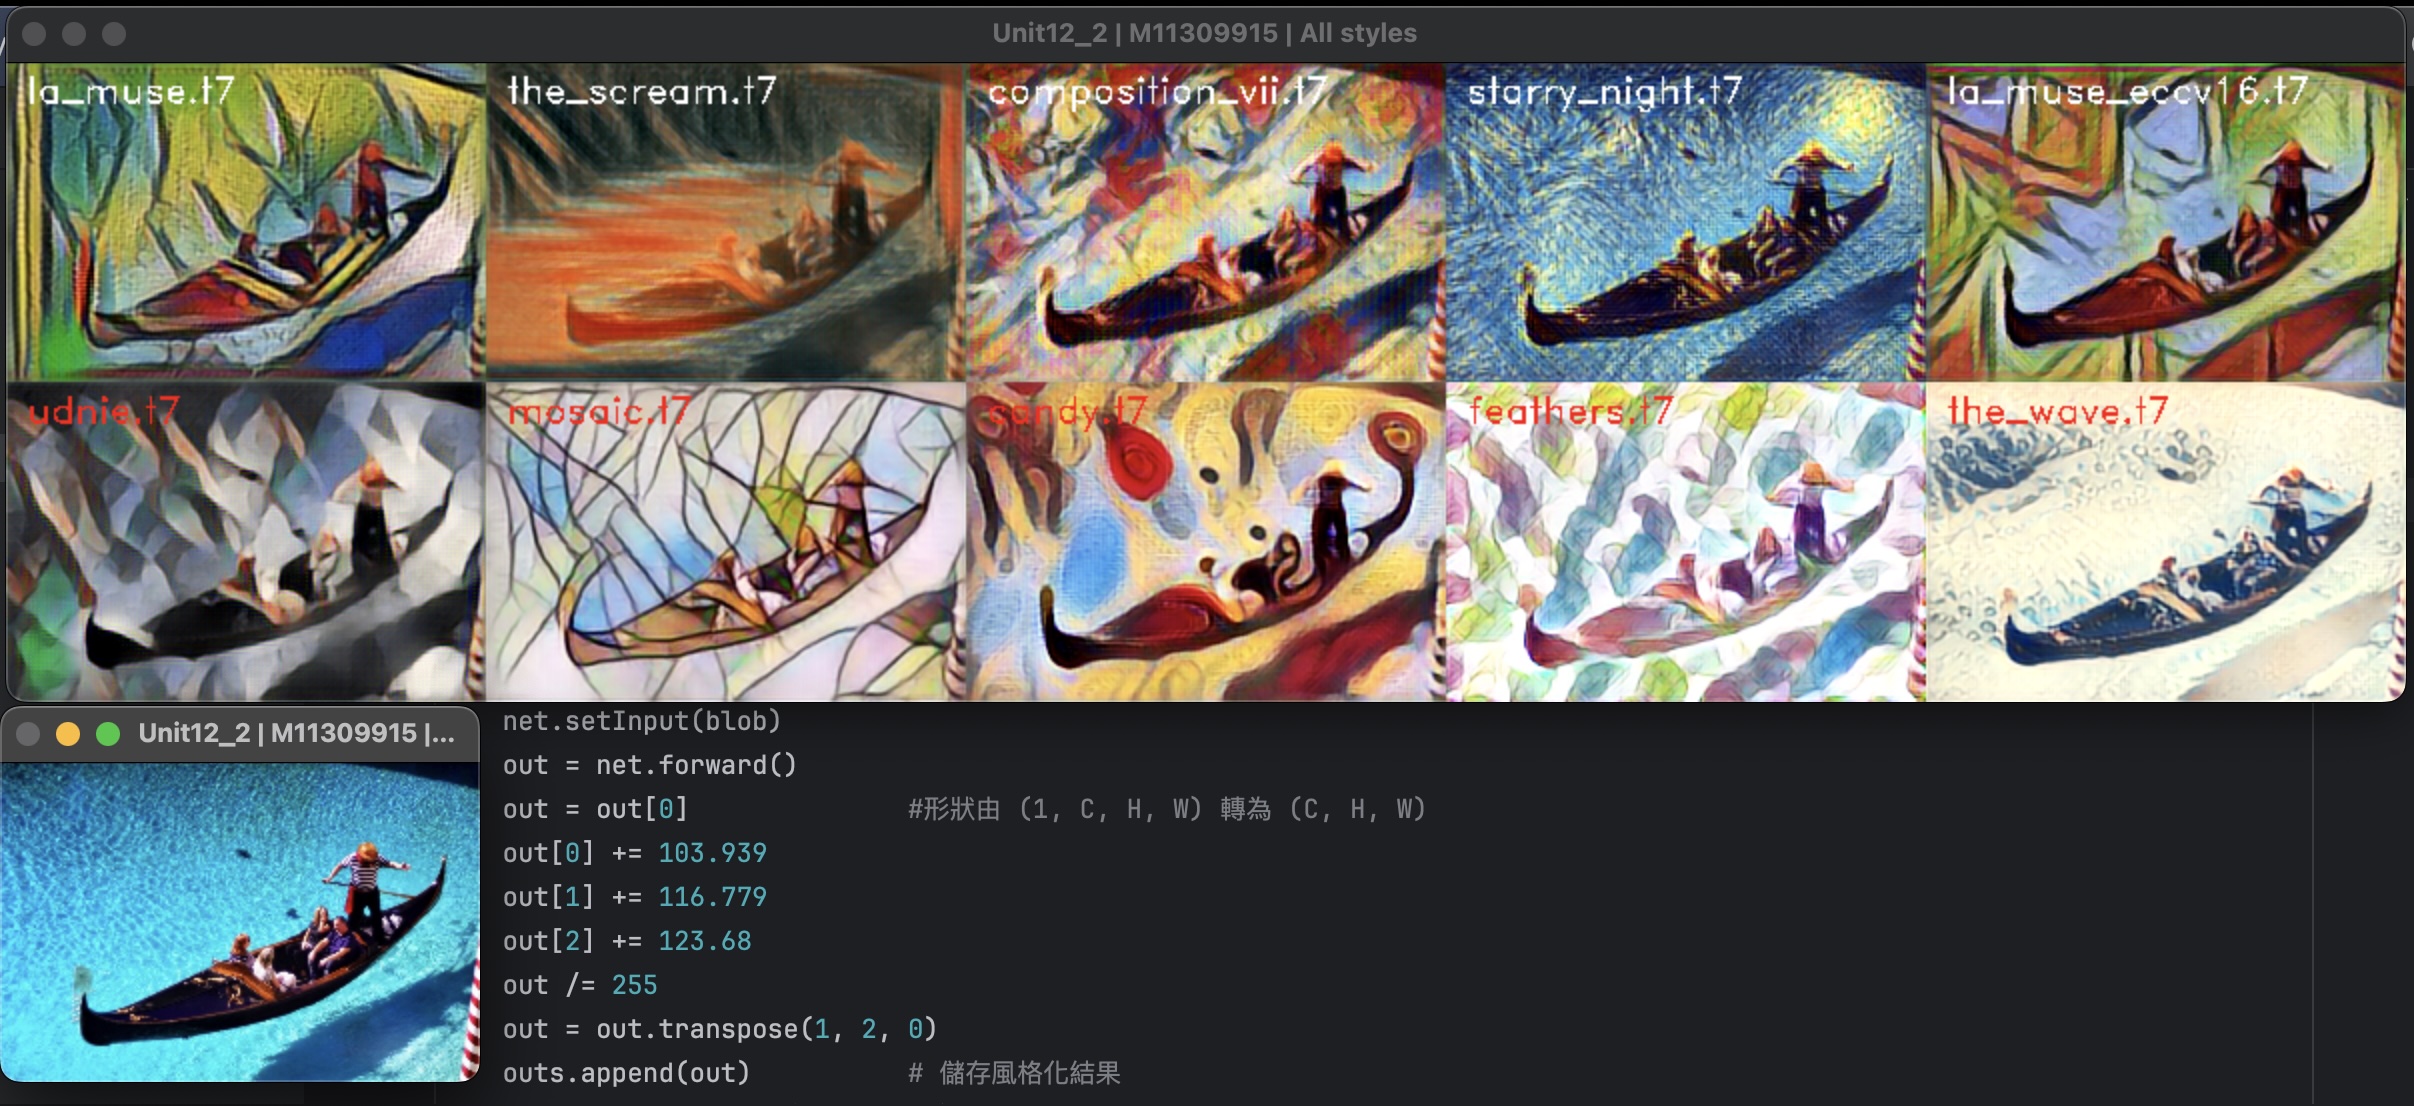 Unit12_2 | M11309915 | All styles
la_muse.t7
the_scream.t7
composition_vii.t7
starry_night.t7
la_muse_eccv16.t7
udnie.t7
mosaic.t7
candy.t7
feathers.t7
the_wave.t7
Unit12_2 | M11309915 |...
net.setInput(blob)
out = net.forward()
out = out[0] #形狀由 (1, C, H, W) 轉為 (C, H, W)
out[0] += 103.939
out[1] += 116.779
out[2] += 123.68
out /= 255
out = out.transpose(1, 2, 0)
outs.append(out) # 儲存風格化結果